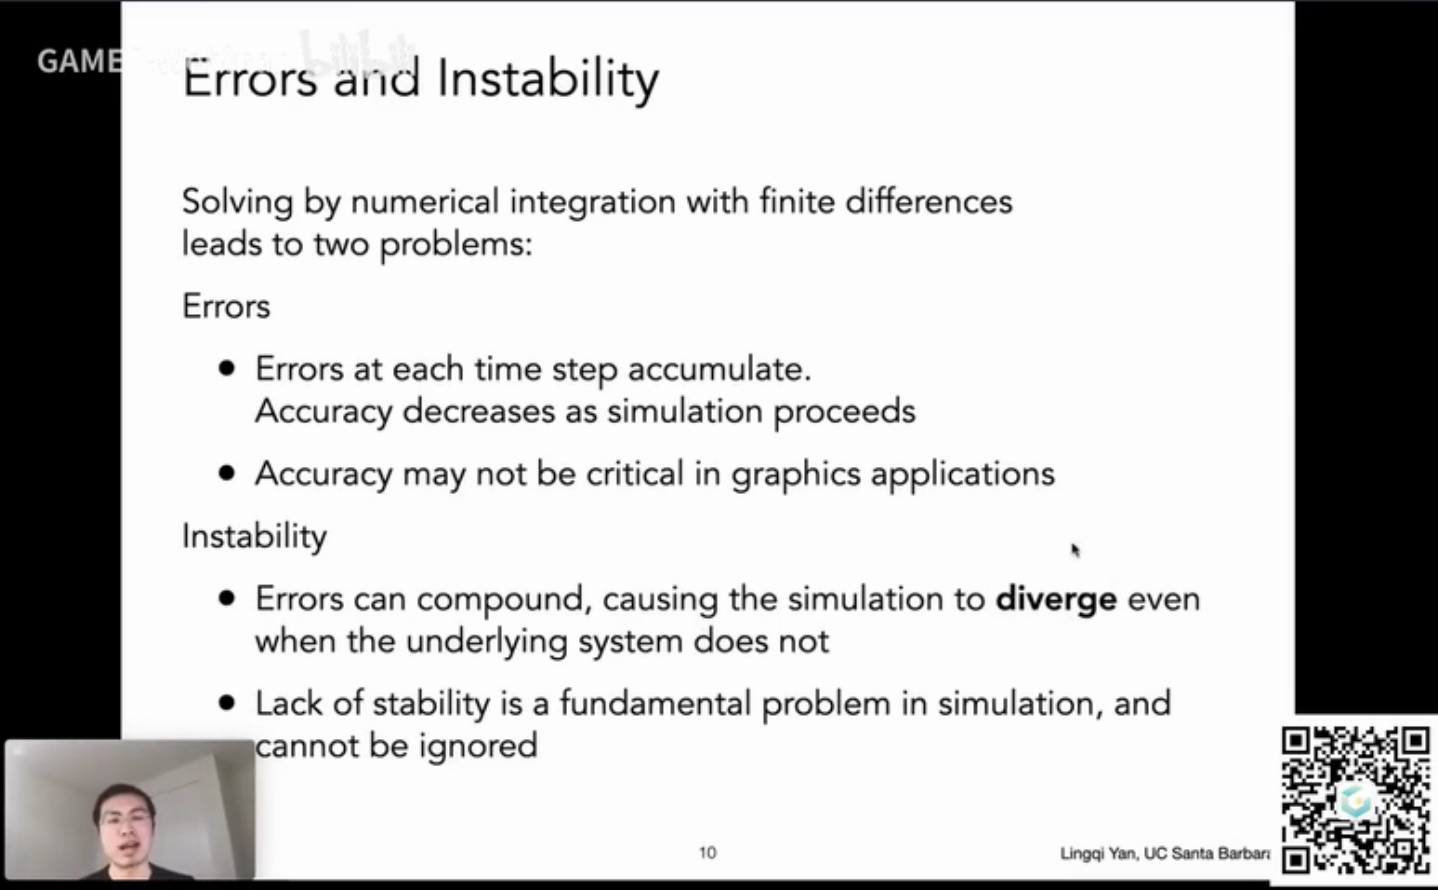 GAME
bilibili
Errors and Instability
Solving by numerical integration with finite differences
leads to two problems:
Errors
● Errors at each time step accumulate.
Accuracy decreases as simulation proceeds
● Accuracy may not be critical in graphics applications
Instability
● Errors can compound, causing the simulation to diverge even
when the underlying system does not
● Lack of stability is a fundamental problem in simulation, and
cannot be ignored
10
Lingqi Yan, UC Santa Barbara